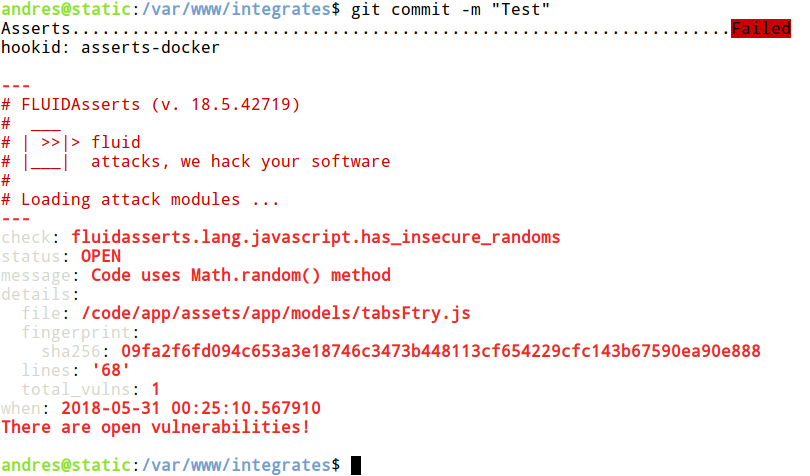 andres@static:/var/www/integrates$ git commit -m "Test"
Asserts..................................................................Failed
hookid: asserts-docker
---
# FLUIDAsserts (v. 18.5.42719)
#  ___
# | >>|> fluid
# |___|  attacks, we hack your software
#
# Loading attack modules ...
---
check: fluidasserts.lang.javascript.has_insecure_randoms
status: OPEN
message: Code uses Math.random() method
details:
  file: /code/app/assets/app/models/tabsFtry.js
  fingerprint:
    sha256: 09fa2f6fd094c653a3e18746c3473b448113cf654229cfc143b67590ea90e888
  lines: '68'
  total_vulns: 1
when: 2018-05-31 00:25:10.567910
There are open vulnerabilities!
andres@static:/var/www/integrates$